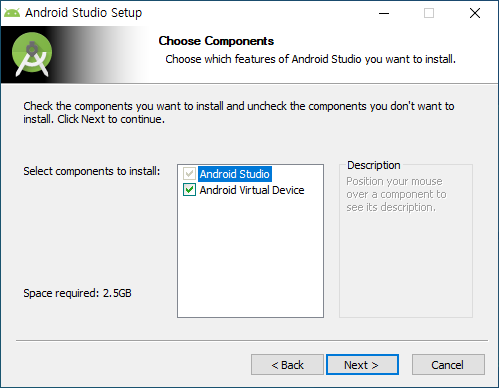 Android Studio Setup
Choose Components
Choose which features of Android Studio you want to install.
Check the components you want to install and uncheck the components you don't want to
install. Click Next to continue.
Select components to install:
Android Studio
Android Virtual Device
Description
Position your mouse
over a component to
see its description.
Space required: 2.5GB
< Back
Next >
Cancel